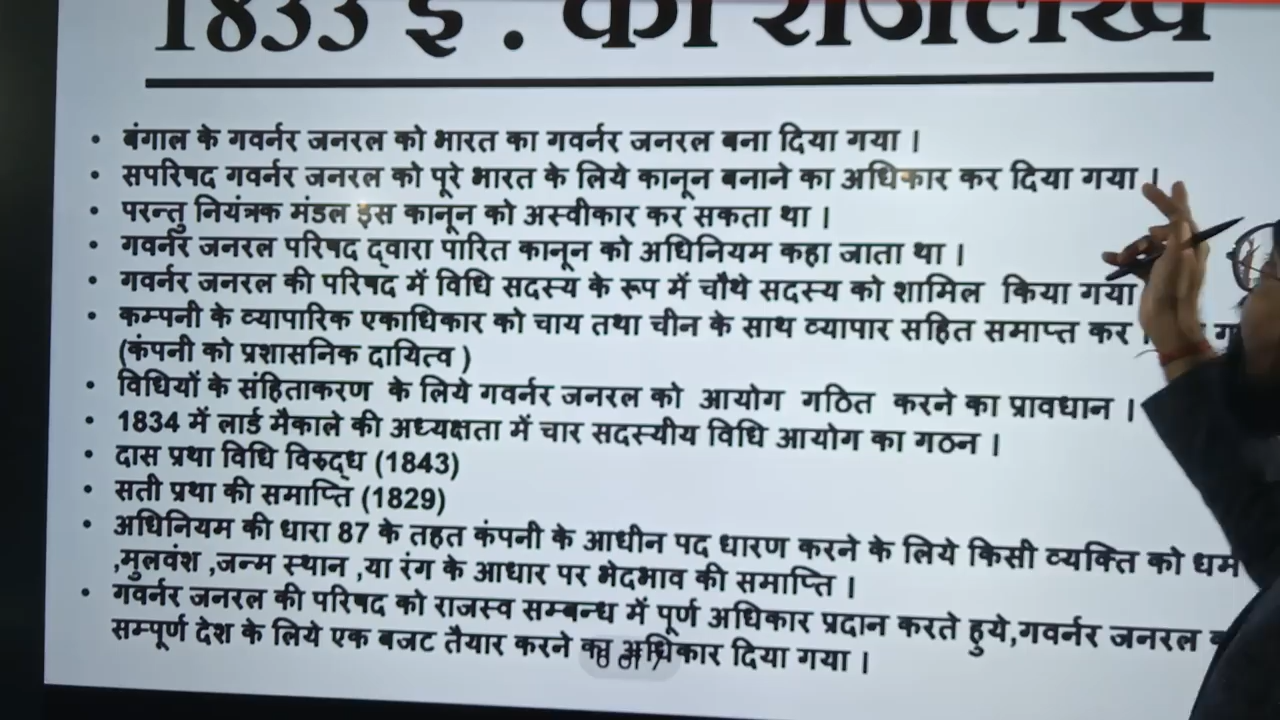 1833 इ . का राजलेख
• बंगाल के गवर्नर जनरल को भारत का गवर्नर जनरल बना दिया गया ।
• सपरिषद गवर्नर जनरल को पूरे भारत के लिये कानून बनाने का अधिकार कर दिया गया ।
• परन्तु नियंत्रक मंडल इस कानून को अस्वीकार कर सकता था ।
• गवर्नर जनरल परिषद द्वारा पारित कानून को अधिनियम कहा जाता था ।
• गवर्नर जनरल की परिषद में विधि सदस्य के रूप में चौथे सदस्य को शामिल किया गया
• कम्पनी के व्यापारिक एकाधिकार को चाय तथा चीन के साथ व्यापार सहित समाप्त कर
(कंपनी को प्रशासनिक दायित्व )
• विधियों के संहिताकरण के लिये गवर्नर जनरल को आयोग गठित करने का प्रावधान ।
• 1834 में लार्ड मैकाले की अध्यक्षता में चार सदस्यीय विधि आयोग का गठन ।
• दास प्रथा विधि विरुद्ध (1843)
• सती प्रथा की समाप्ति (1829)
• अधिनियम की धारा 87 के तहत कंपनी के आधीन पद धारण करने के लिये किसी व्यक्ति को धर्म
,मुलवंश ,जन्म स्थान ,या रंग के आधार पर भेदभाव की समाप्ति ।
• गवर्नर जनरल की परिषद को राजस्व सम्बन्ध में पूर्ण अधिकार प्रदान करते हुये,गवर्नर जनरल
सम्पूर्ण देश के लिये एक बजट तैयार करने का अधिकार दिया गया ।